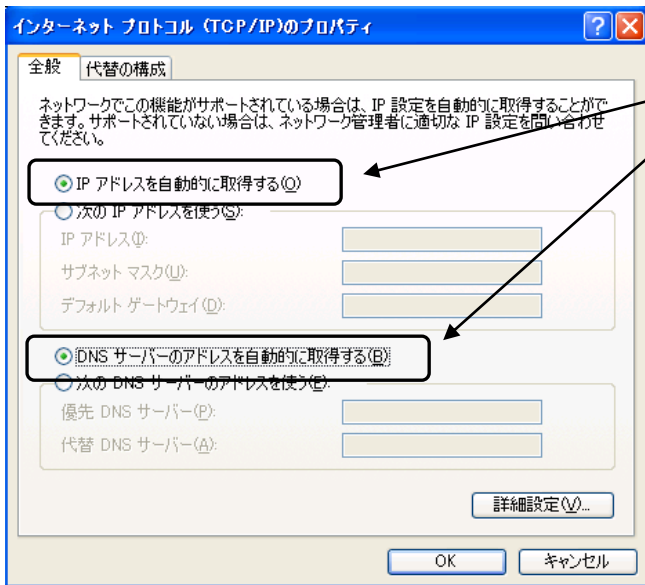 インターネット プロトコル (TCP/IP)のプロパティ
全般
代替の構成
ネットワークでこの機能がサポートされている場合は、IP 設定を自動的に取得することがで
きます。サポートされていない場合は、ネットワーク管理者に適切な IP 設定を問い合わせ
てください。
IP アドレスを自動的に取得する(O)
次の IP アドレスを使う(S):
IP アドレス(I):
サブネット マスク(U):
デフォルト ゲートウェイ(D):
DNS サーバーのアドレスを自動的に取得する(B)
次の DNS サーバーのアドレスを使う(E):
優先 DNS サーバー(P):
代替 DNS サーバー(A):
詳細設定(V)...
OK
キャンセル